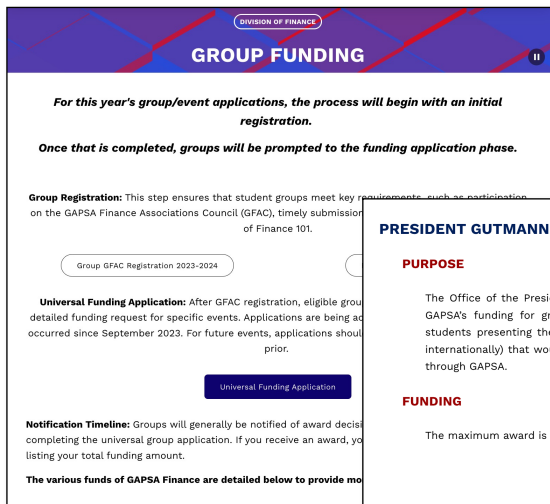 DIVISION OF FINANCE
GROUP FUNDING
For this year's group/event applications, the process will begin with an initial
registration.
Once that is completed, groups will be prompted to the funding application phase.
Group Registration: This step ensures that student groups meet key requirements, such as participation
on the GAPSA Finance Associations Council (GFAC), timely submission
of Finance 101.
Group GFAC Registration 2023-2024
Universal Funding Application: After GFAC registration, eligible grou
detailed funding request for specific events. Applications are being ac
occurred since September 2023. For future events, applications shoul
prior.
Universal Funding Application
Notification Timeline: Groups will generally be notified of award decisi
completing the universal group application. If you receive an award, yo
listing your total funding amount.
The various funds of GAPSA Finance are detailed below to provide mo
PRESIDENT GUTMANN
PURPOSE
The Office of the Presid
GAPSA's funding for gr
students presenting the
internationally) that wou
through GAPSA.
FUNDING
The maximum award is